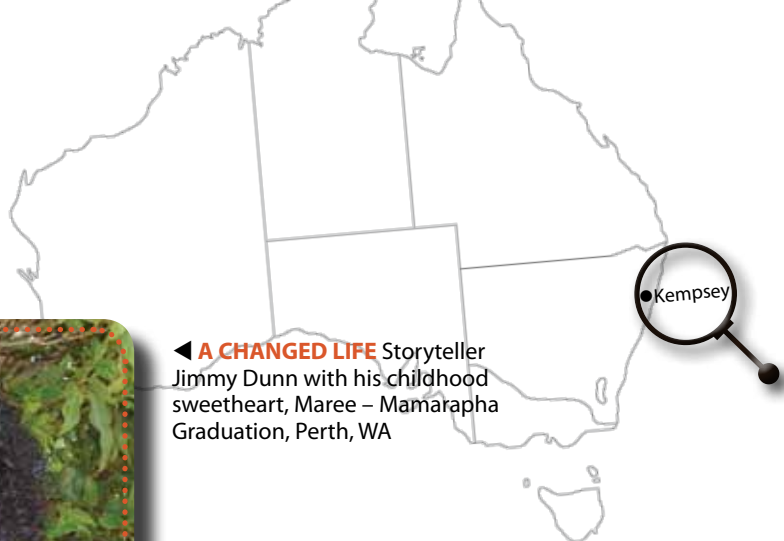 Kempsey
◀ A CHANGED LIFE Storyteller
Jimmy Dunn with his childhood
sweetheart, Maree – Mamarapha
Graduation, Perth, WA